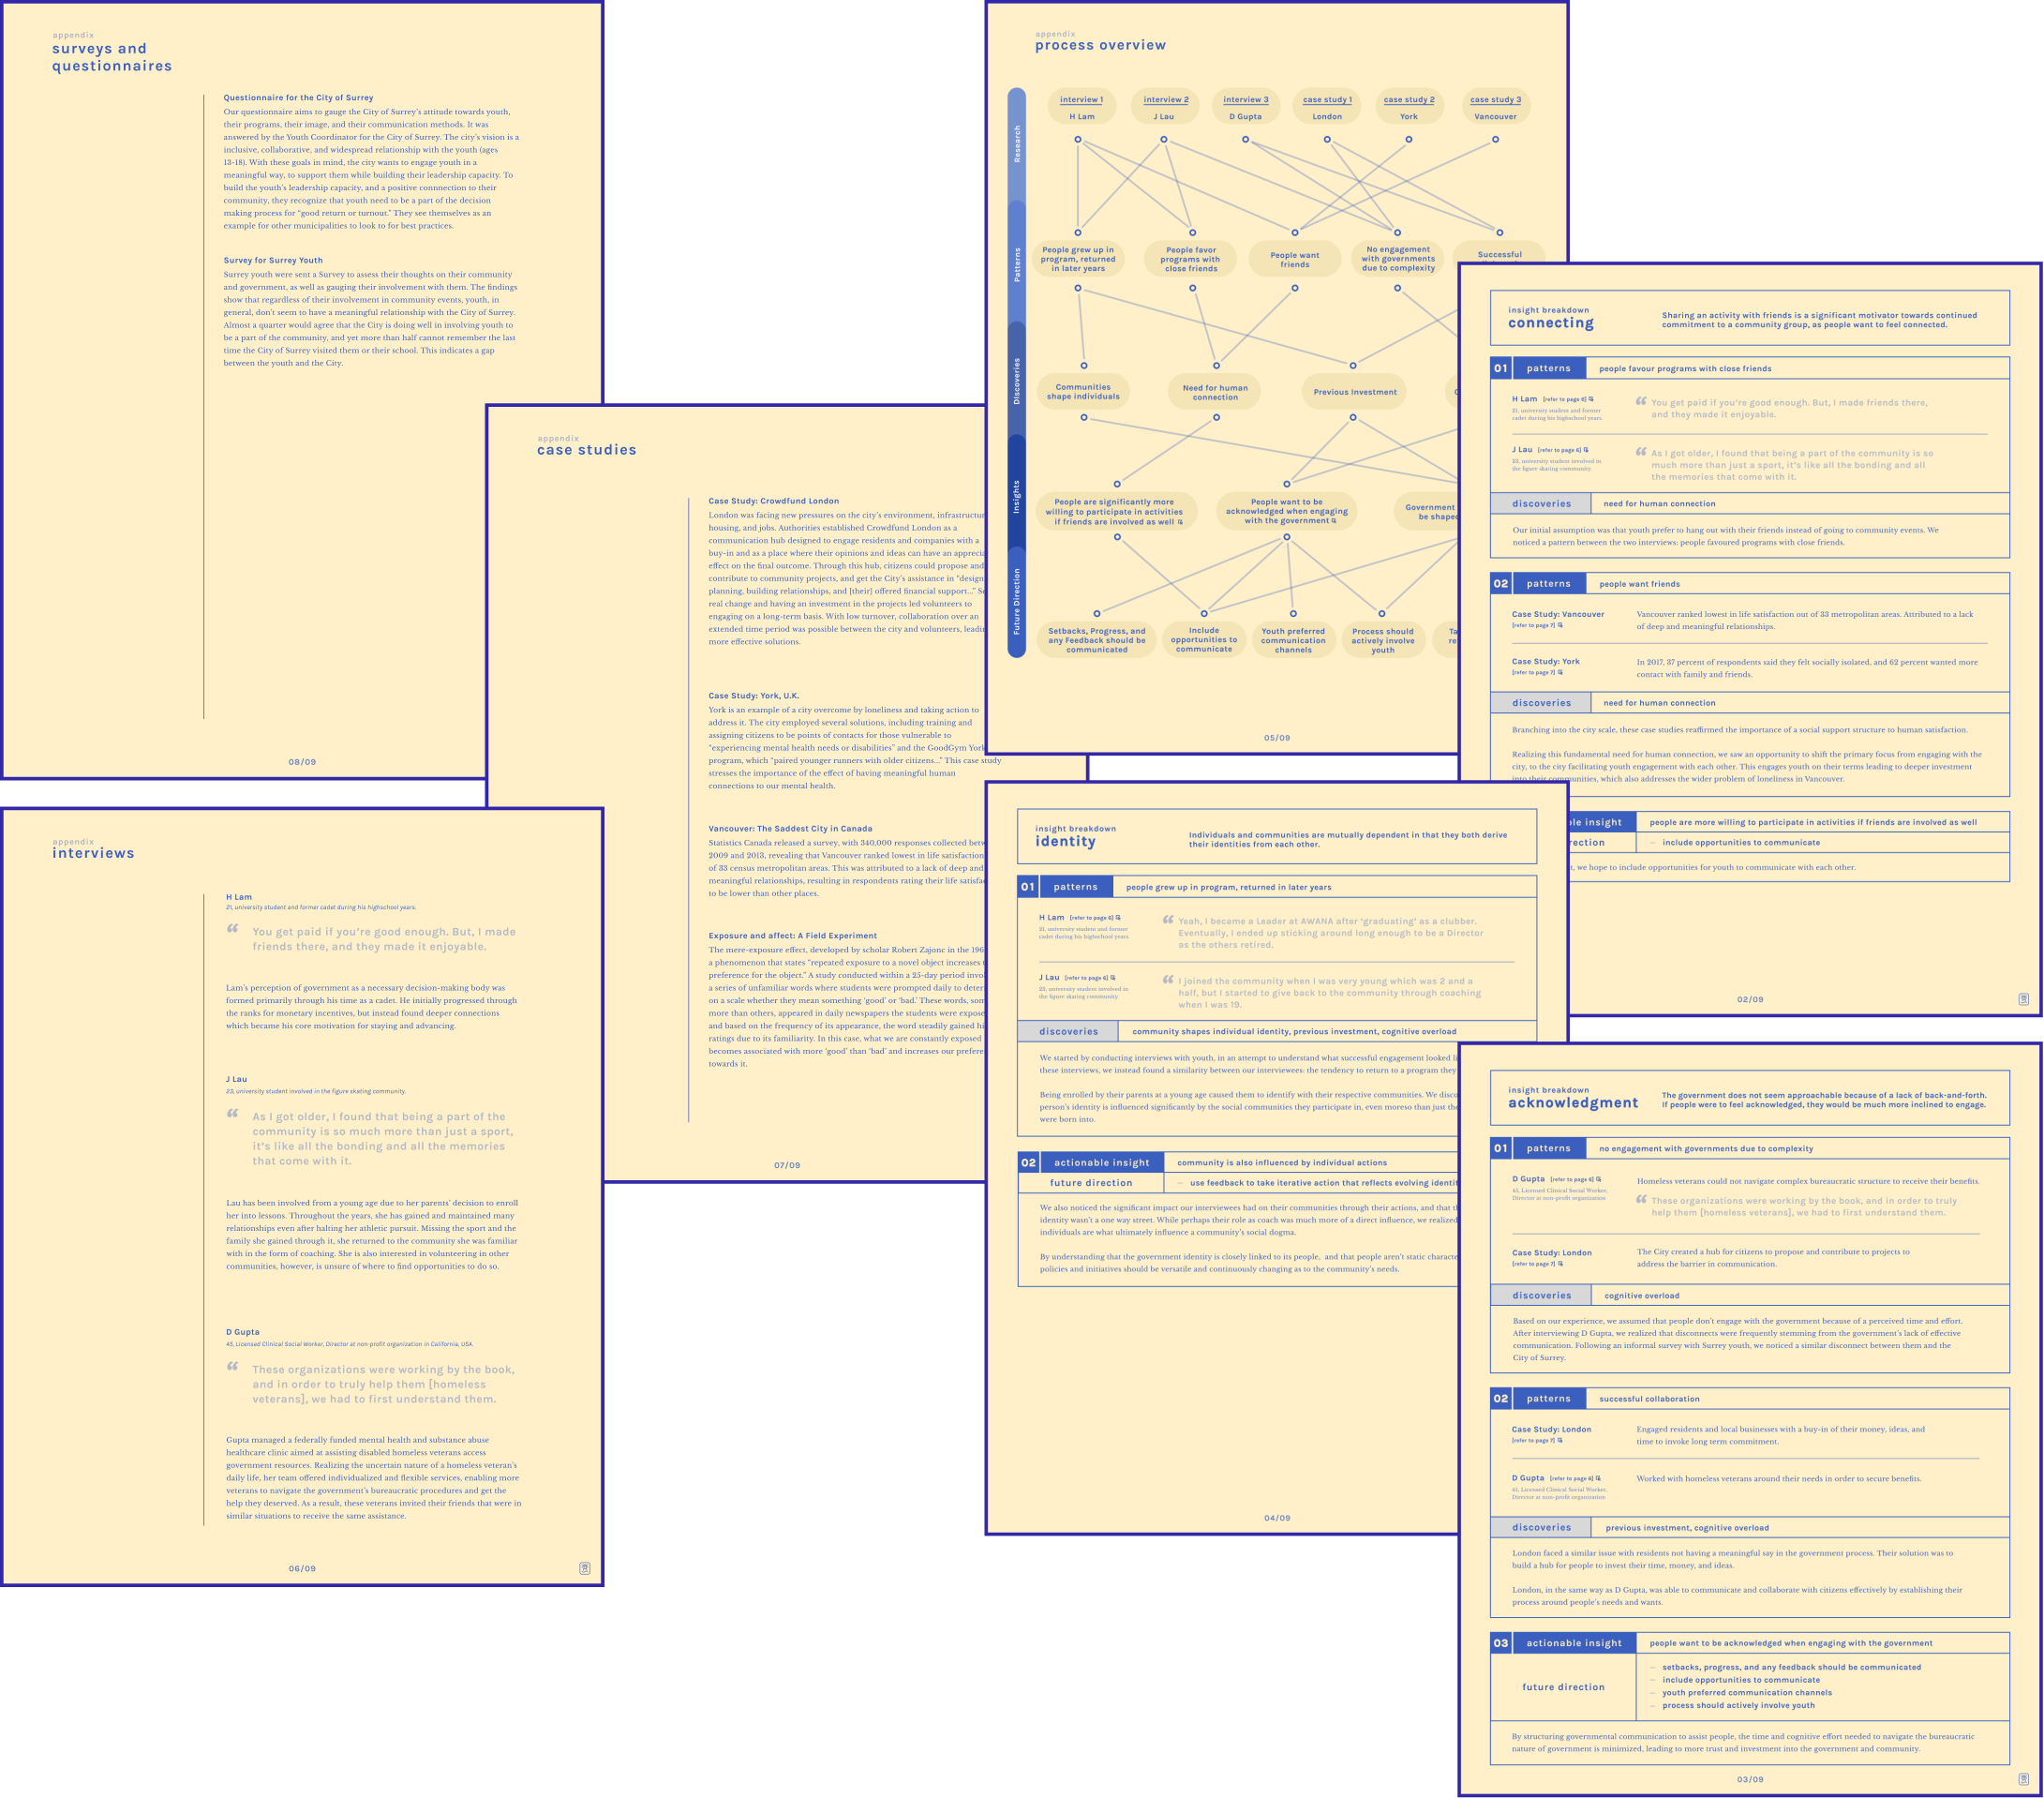 appendix
surveys and
questionnaires
Questionnaire for the City of Surrey
Our questionnaire aims to gauge the City of Surrey's attitude towards youth,
their programs, their image, and their communication methods. It was
answered by the Youth Coordinator for the City of Surrey. The city's vision is a
inclusive, collaborative, and widespread relationship with the youth (ages
13-18). With these goals in mind, the city wants to engage youth in a
meaningful way, to support them while building their leadership capacity. To
build the youth's leadership capacity, and a positive connnection to their
community, they recognize that youth need to be a part of the decision
making process for "good return or turnout." They see themselves as an
example for other municipalities to look to for best practices.
Survey for Surrey Youth
Surrey youth were sent a Survey to assess their thoughts on their community
and government, as well as gauging their involvement with them. The findings
show that regardless of their involvement in community events, youth, in
general, don't seem to have a meaningful relationship with the City of Surrey.
Almost a quarter would agree that the City is doing well in involving youth to
be a part of the community, and yet more than half cannot remember the last
time the City of Surrey visited them or their school. This indicates a gap
between the youth and the City.
08/09
appendix
case studies
Case Study: Crowdfund London
London was facing new pressures on the city's environment,
housing, and jobs. Authorities established Crowdfund London as a
communication hub designed to engage residents and companies with a
buy-in and as a place where their opinions and ideas can have an
effect on the final outcome. Through this hub, citizens could propose and
contribute to community projects, and get the City's assistance in "design
planning, building relationships, and [their] offered financial support..."
real change and having an investment in the projects led volunteers to
engaging on a long-term basis. With low turnover, collaboration over an
extended time period was possible between the city and volunteers,
more effective solutions.
Case Study: York, U.K.
York is an example of a city overcome by loneliness and taking action to
address it. The city employed several solutions, including training and
assigning citizens to be points of contacts for those vulnerable to
"experiencing mental health needs or disabilities" and the GoodGym York
program, which "paired younger runners with older citizens..." This case study
stresses the importance of the effect of having meaningful human
connections to our mental health.
Vancouver: The Saddest City in Canada
Statistics Canada released a survey, with 340,000 responses collected
2009 and 2013, revealing that Vancouver ranked lowest in life satisfaction
of 33 census metropolitan areas. This was attributed to a lack of deep and
meaningful relationships, resulting in respondents rating their life
to be lower than other places.
Exposure and affect: A Field Experiment
The mere-exposure effect, developed by scholar Robert Zajonc in the
a phenomenon that states "repeated exposure to a novel object increases
preference for the object." A study conducted within a 25-day period
a series of unfamiliar words where students were prompted daily to
on a scale whether they mean something 'good' or 'bad.' These words,
more than others, appeared in daily newspapers the students were
and based on the frequency of its appearance, the word steadily gained
ratings due to its familiarity. In this case, what we are constantly exposed
becomes associated with more 'good' than 'bad' and increases our
towards it.
07/09
appendix
interviews
H Lam
21, university student and former cadet during his highschool years.
“ You get paid if you're good enough. But, I made
friends there, and they made it enjoyable.
Lam's perception of government as a necessary decision-making body was
formed primarily through his time as a cadet. He initially progressed through
the ranks for monetary incentives, but instead found deeper connections
which became his core motivation for staying and advancing.
J Lau
23, university student involved in the figure skating community.
“ As I got older, I found that being a part of the
community is so much more than just a sport,
it's like all the bonding and all the memories
that come with it.
Lau has been involved from a young age due to her parents' decision to enroll
her into lessons. Throughout the years, she has gained and maintained many
relationships even after halting her athletic pursuit. Missing the sport and the
family she gained through it, she returned to the community she was familiar
with in the form of coaching. She is also interested in volunteering in other
communities, however, is unsure of where to find opportunities to do so.
D Gupta
45, Licensed Clinical Social Worker, Director at non-profit organization in California, USA.
“ These organizations were working by the book,
and in order to truly help them [homeless
veterans], we had to first understand them.
Gupta managed a federally funded mental health and substance abuse
healthcare clinic aimed at assisting disabled homeless veterans access
government resources. Realizing the uncertain nature of a homeless veteran's
daily life, her team offered individualized and flexible services, enabling more
veterans to navigate the government's bureaucratic procedures and get the
help they deserved. As a result, these veterans invited their friends that were in
similar situations to receive the same assistance.
06/09
appendix
process overview
Research
Patterns
Discoveries
Insights
Future Direction
interview 1
H Lam
interview 2
J Lau
interview 3
D Gupta
case study 1
London
case study 2
York
case study 3
Vancouver
People grew up in
program, returned
in later years
People favor
programs with
close friends
People want
friends
No engagement
with governments
due to complexity
Successful
Communities
shape individuals
Need for human
connection
Previous Investment
People are significantly more
willing to participate in activities
if friends are involved as well
People want to be
acknowledged when engaging
with the government
Government
be shaped
Setbacks, Progress, and
any Feedback should be
communicated
Include
opportunities to
communicate
Youth preferred
communication
channels
Process should
actively involve
youth
05/09
insight breakdown
connecting
Sharing an activity with friends is a significant motivator towards continued
commitment to a community group, as people want to feel connected.
01 patterns people favour programs with close friends
H Lam [refer to page 6]
21, university student and former
cadet during his highschool years.
“ You get paid if you're good enough. But, I made friends there,
and they made it enjoyable.
J Lau [refer to page 6]
23, university student involved in
the figure skating community.
“ As I got older, I found that being a part of the community is so
much more than just a sport, it's like all the bonding and all
the memories that come with it.
discoveries need for human connection
Our initial assumption was that youth prefer to hang out with their friends instead of going to community events. We
noticed a pattern between the two interviews: people favoured programs with close friends.
02 patterns people want friends
Case Study: Vancouver
[refer to page 7]
Vancouver ranked lowest in life satisfaction out of 33 metropolitan areas. Attributed to a lack
of deep and meaningful relationships.
Case Study: York
[refer to page 7]
In 2017, 37 percent of respondents said they felt socially isolated, and 62 percent wanted more
contact with family and friends.
discoveries need for human connection
Branching into the city scale, these case studies reaffirmed the importance of a social support structure to human satisfaction.
Realizing this fundamental need for human connection, we saw an opportunity to shift the primary focus from engaging with the
city, to the city facilitating youth engagement with each other. This engages youth on their terms leading to deeper investment
into their communities, which also addresses the wider problem of loneliness in Vancouver.
insight people are more willing to participate in activities if friends are involved as well
– include opportunities to communicate
we hope to include opportunities for youth to communicate with each other.
02/09
insight breakdown
identity
Individuals and communities are mutually dependent in that they both derive
their identities from each other.
01 patterns people grew up in program, returned in later years
H Lam [refer to page 6]
21, university student and former
cadet during his highschool years.
“ Yeah, I became a Leader at AWANA after ‘graduating’ as a clubber.
Eventually, I ended up sticking around long enough to be a Director
as the others retired.
J Lau [refer to page 6]
23, university student involved in
the figure skating community.
“ I joined the community when I was very young which was 2 and a
half, but I started to give back to the community through coaching
when I was 19.
discoveries community shapes individual identity, previous investment, cognitive overload
We started by conducting interviews with youth, in an attempt to understand what successful engagement looked
these interviews, we instead found a similarity between our interviewees: the tendency to return to a program they
Being enrolled by their parents at a young age caused them to identify with their respective communities. We
person's identity is influenced significantly by the social communities they participate in, even moreso than just the
were born into.
02 actionable insight community is also influenced by individual actions
future direction – use feedback to take iterative action that reflects evolving
We also noticed the significant impact our interviewees had on their communities through their actions, and that
identity wasn't a one way street. While perhaps their role as coach was much more of a direct influence, we realized
individuals are what ultimately influence a community's social dogma.
By understanding that the government identity is closely linked to its people, and that people aren't static
policies and initiatives should be versatile and continuously changing as to the community's needs.
04/09
insight breakdown
acknowledgment
The government does not seem approachable because of a lack of back-and-forth.
If people were to feel acknowledged, they would be much more inclined to engage.
01 patterns no engagement with governments due to complexity
D Gupta [refer to page 6]
45, Licensed Clinical Social Worker,
Director at non-profit organization
Homeless veterans could not navigate complex bureaucratic structure to receive their benefits.
“ These organizations were working by the book, and in order to truly
help them [homeless veterans], we had to first understand them.
Case Study: London
[refer to page 7]
The City created a hub for citizens to propose and contribute to projects to
address the barrier in communication.
discoveries cognitive overload
Based on our experience, we assumed that people don't engage with the government because of a perceived time and effort.
After interviewing D Gupta, we realized that disconnects were frequently stemming from the government's lack of effective
communication. Following an informal survey with Surrey youth, we noticed a similar disconnect between them and the
City of Surrey.
02 patterns successful collaboration
Case Study: London
[refer to page 7]
Engaged residents and local businesses with a buy-in of their money, ideas, and
time to invoke long term commitment.
D Gupta [refer to page 6]
45, Licensed Clinical Social Worker,
Director at non-profit organization
Worked with homeless veterans around their needs in order to secure benefits.
discoveries previous investment, cognitive overload
London faced a similar issue with residents not having a meaningful say in the government process. Their solution was to
build a hub for people to invest their time, money, and ideas.
London, in the same way as D Gupta, was able to communicate and collaborate with citizens effectively by establishing their
process around people's needs and wants.
03 actionable insight people want to be acknowledged when engaging with the government
future direction
– setbacks, progress, and any feedback should be communicated
– include opportunities to communicate
– youth preferred communication channels
– process should actively involve youth
By structuring governmental communication to assist people, the time and cognitive effort needed to navigate the bureaucratic
nature of government is minimized, leading to more trust and investment into the government and community.
03/09